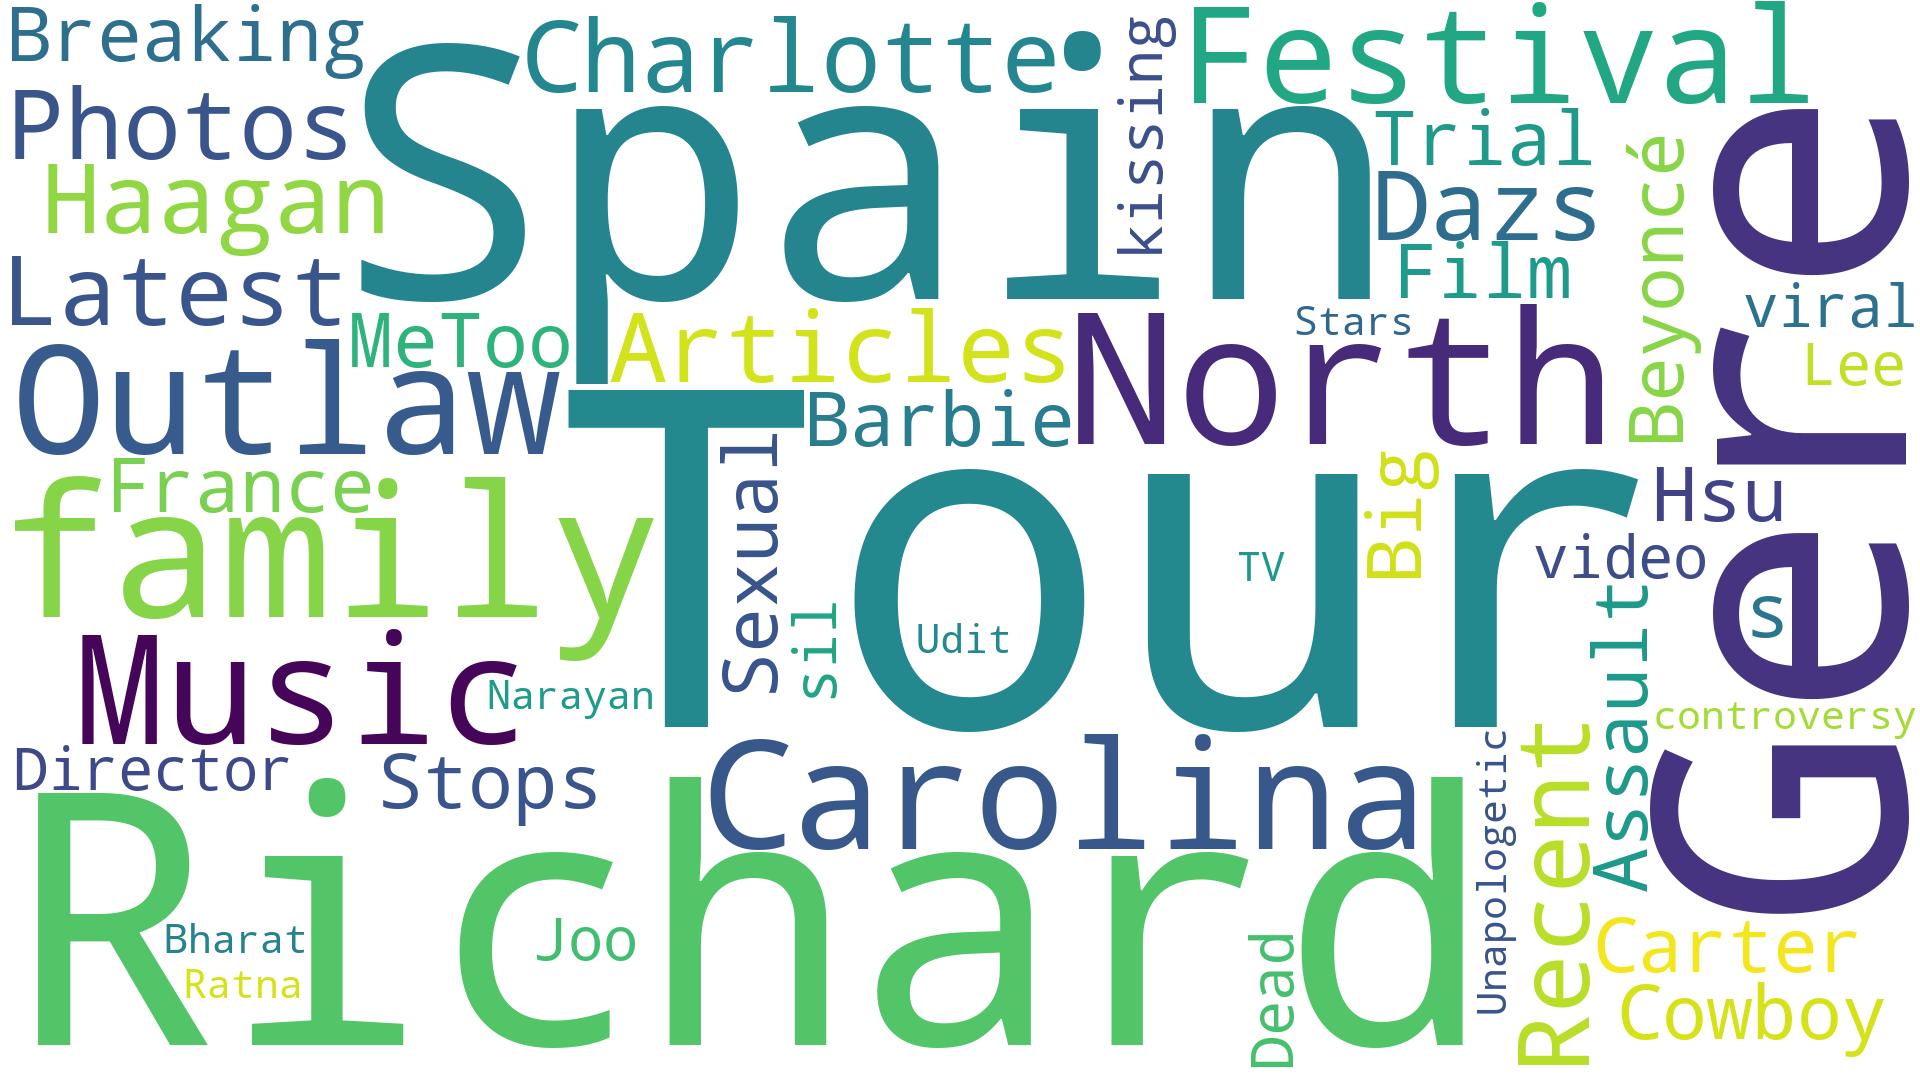 Breaking
Charlotte
Festival
Spain
kissing
Photos
Trial
Haagan
Dazs
Beyoncé
Gere
Film
Latest
viral
MeToo
Articles
Stars
North
Lee
Outlaw
Barbie
France
family
Tour
Sexual
Big
Hsu
video
TV
s
sil
Udit
Assault
Music
Narayan
controversy
Director
Stops
Carolina
Unapologetic
Recent
Richard
Bharat
Ratna
Joo
Dead
Carter
Cowboy